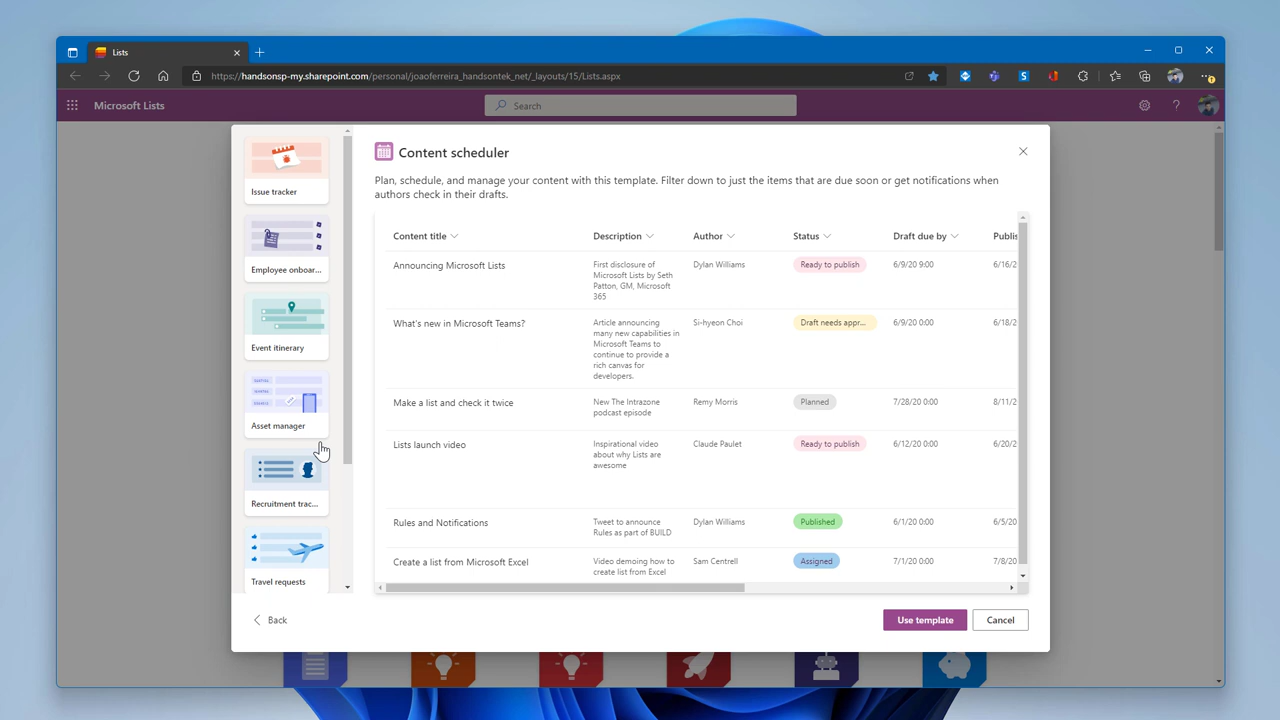 Lists
https://handsonsp-my.sharepoint.com/personal/joaoferreira_handsontek_net/_layouts/15/Lists.aspx
Microsoft Lists
Search
Issue tracker
Employee onboar...
Event itinerary
Asset manager
Recruitment trac...
Travel requests
Back
Content scheduler
Plan, schedule, and manage your content with this template. Filter down to just the items that are due soon or get notifications when
authors check in their drafts.
Content title Description Author Status Draft due by Publis
Announcing Microsoft Lists First disclosure of Dylan Williams Ready to publish 6/9/20 9:00 6/16/2
Microsoft Lists by Seth
Patton, GM, Microsoft
365
What's new in Microsoft Teams? Article announcing Si-hyeon Choi Draft needs appr... 6/9/20 0:00 6/18/2
many new capabilities in
Microsoft Teams to
continue to provide a
rich canvas for
developers.
Make a list and check it twice New The Intrazone Remy Morris Planned 7/28/20 0:00 8/11/2
podcast episode
Lists launch video Inspirational video Claude Paulet Ready to publish 6/12/20 0:00 6/20/2
about why Lists are
awesome
Rules and Notifications Tweet to announce Dylan Williams Published 6/1/20 0:00 6/5/20
Rules as part of BUILD
Create a list from Microsoft Excel Video demoing how to Sam Centrell Assigned 7/1/20 0:00 7/8/20
create list from Excel
Use template
Cancel